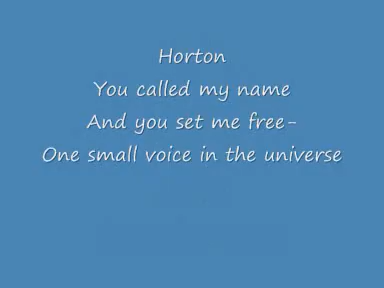 Horton
You called my name
And you set me free-
One small voice in the universe